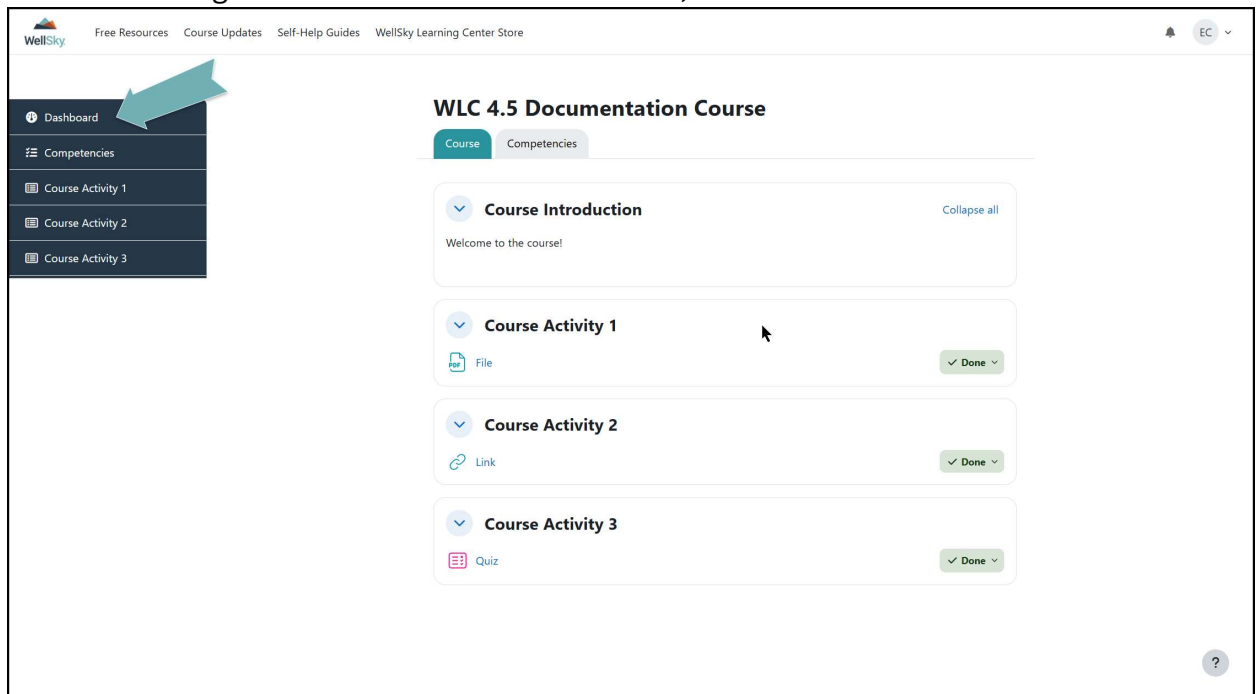 WellSky
Free Resources Course Updates Self-Help Guides WellSky Learning Center Store
EC
Dashboard
Competencies
Course Activity 1
Course Activity 2
Course Activity 3
WLC 4.5 Documentation Course
Course Competencies
Course Introduction
Collapse all
Welcome to the course!
Course Activity 1
PDF File
✓ Done
Course Activity 2
Link
✓ Done
Course Activity 3
Quiz
✓ Done
?